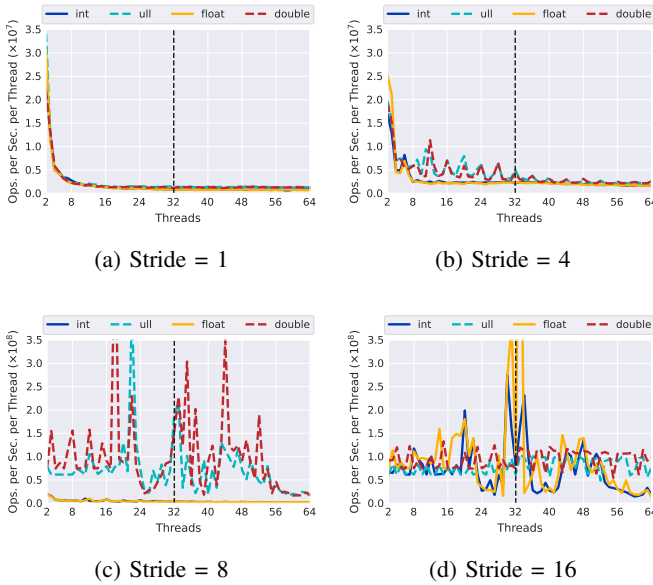 int ull float double
Ops. per Sec. per Thread (×10⁷)
3.5
3.0
2.5
2.0
1.5
1.0
0.5
0.0
2 8 16 24 32 40 48 56 64
Threads
(a) Stride = 1
int ull float double
Ops. per Sec. per Thread (×10⁷)
3.5
3.0
2.5
2.0
1.5
1.0
0.5
0.0
2 8 16 24 32 40 48 56 64
Threads
(b) Stride = 4
int ull float double
Ops. per Sec. per Thread (×10⁸)
3.5
3.0
2.5
2.0
1.5
1.0
0.5
0.0
2 8 16 24 32 40 48 56 64
Threads
(c) Stride = 8
int ull float double
Ops. per Sec. per Thread (×10⁸)
3.5
3.0
2.5
2.0
1.5
1.0
0.5
0.0
2 8 16 24 32 40 48 56 64
Threads
(d) Stride = 16